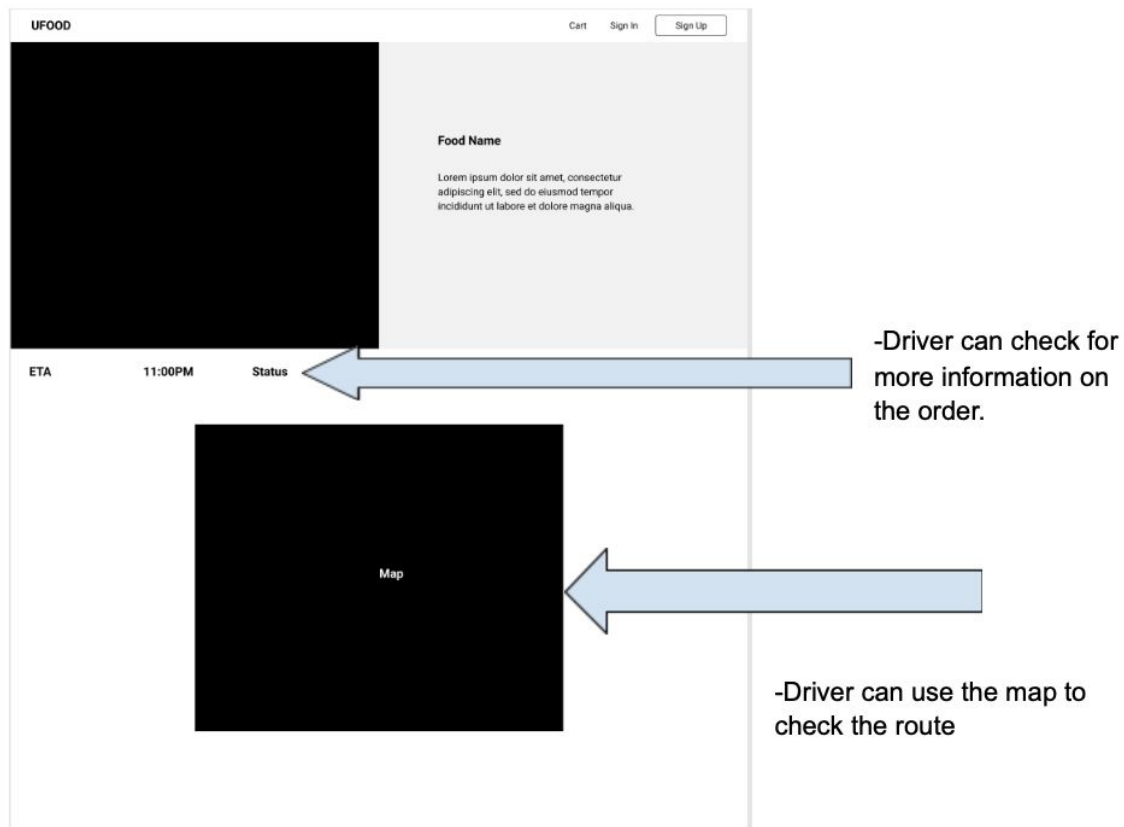 UFOOD Cart Sign In Sign Up
Food Name
Lorem ipsum dolor sit amet, consectetur
adipiscing elit, sed do eiusmod tempor
incididunt ut labore et dolore magna aliqua.
ETA 11:00PM Status
-Driver can check for
more information on
the order.
Map
-Driver can use the map to
check the route